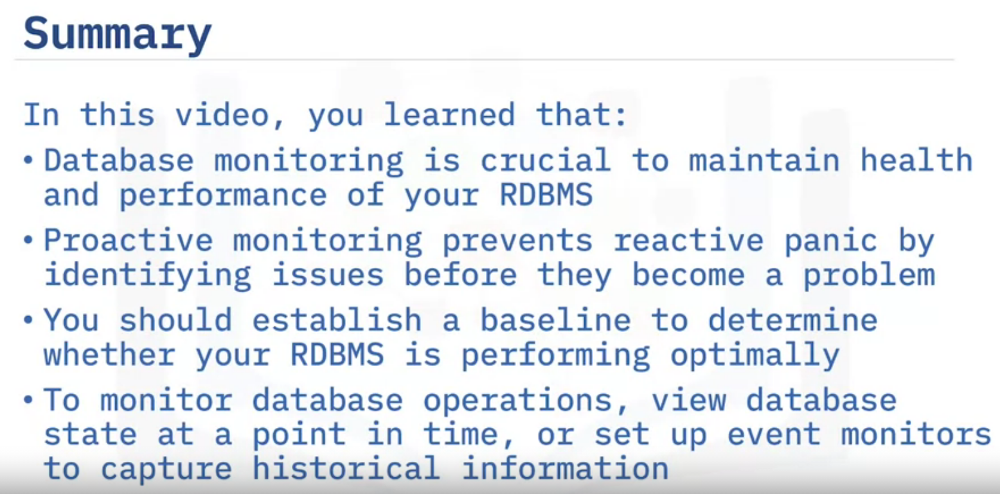 Summary
In this video, you learned that:
• Database monitoring is crucial to maintain health
and performance of your RDBMS
• Proactive monitoring prevents reactive panic by
identifying issues before they become a problem
• You should establish a baseline to determine
whether your RDBMS is performing optimally
• To monitor database operations, view database
state at a point in time, or set up event monitors
to capture historical information